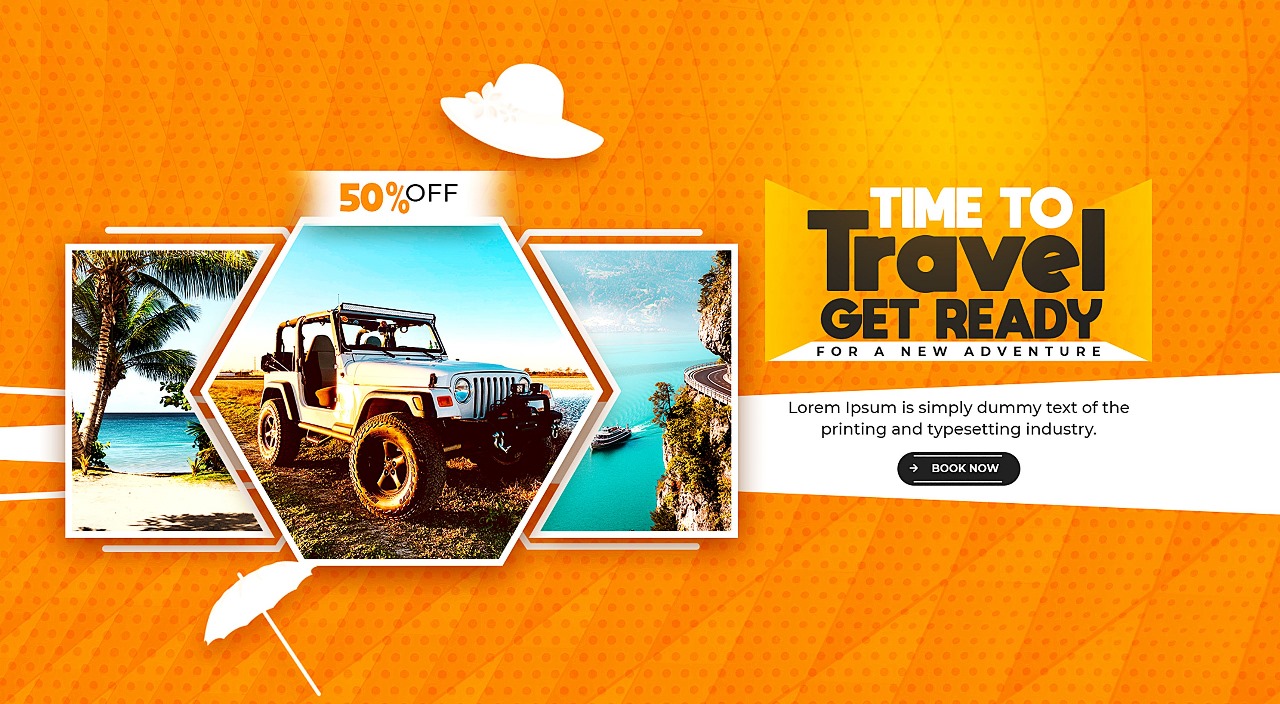 50%OFF
TIME TO
Travel
GET READY
FOR A NEW ADVENTURE
Lorem Ipsum is simply dummy text of the
printing and typesetting industry.
BOOK NOW